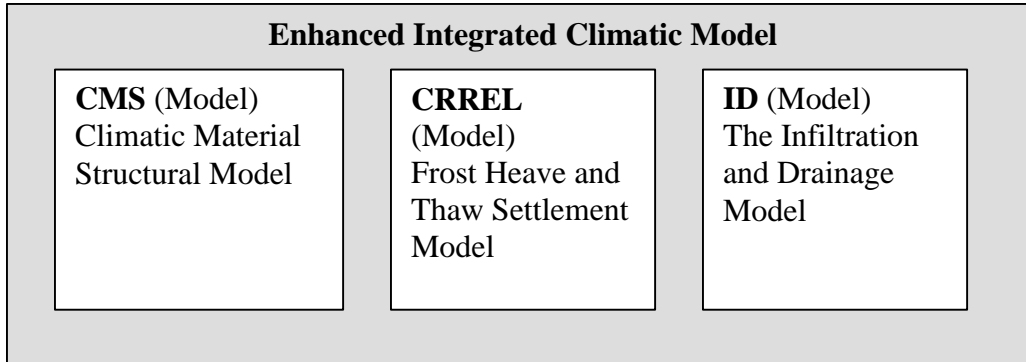 Enhanced Integrated Climatic Model
CMS (Model)
Climatic Material
Structural Model
CRREL
(Model)
Frost Heave and
Thaw Settlement
Model
ID (Model)
The Infiltration
and Drainage
Model